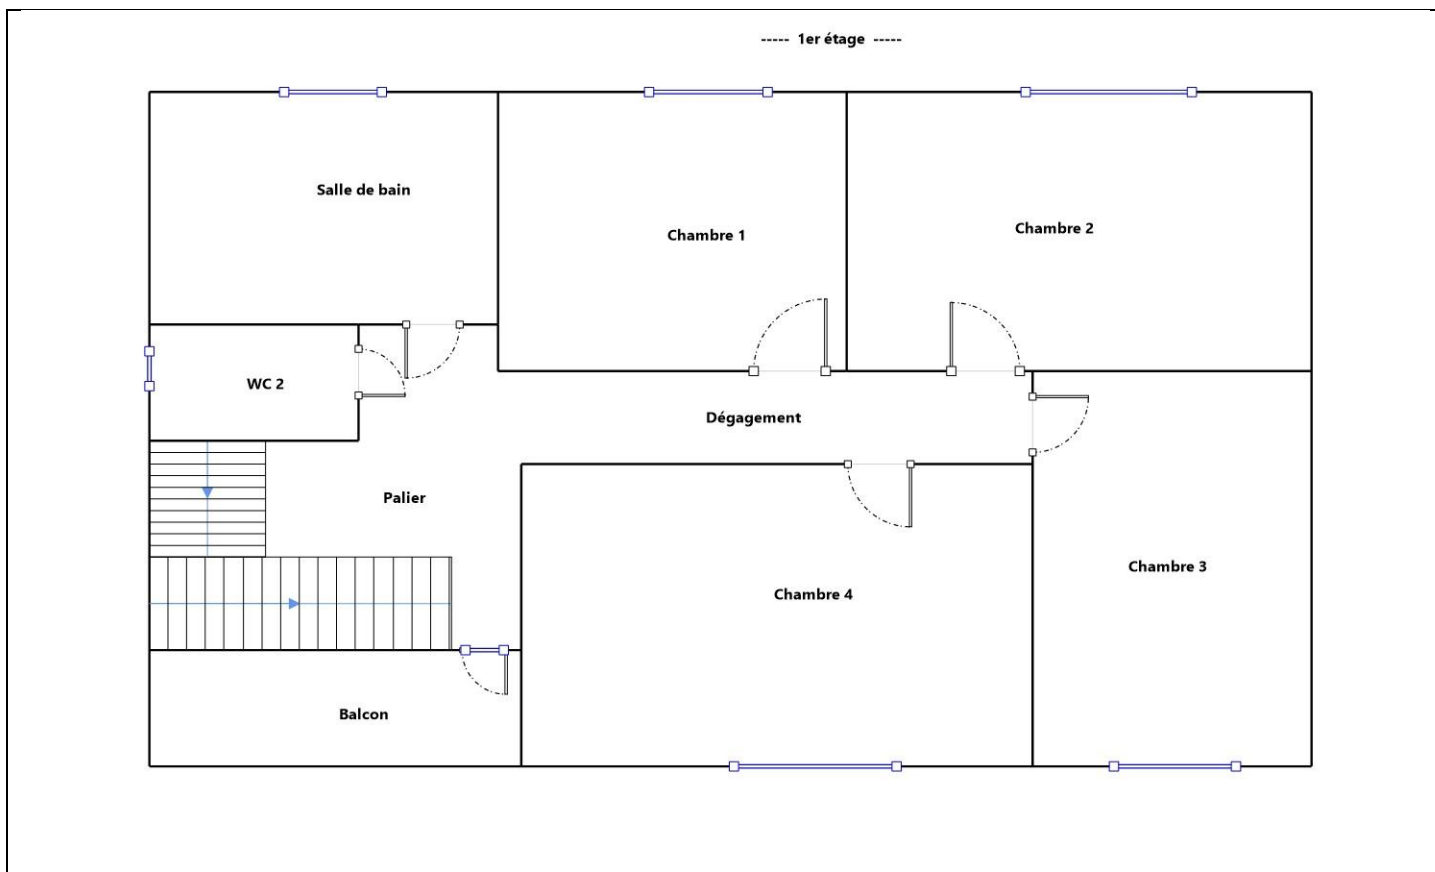 ----- 1er étage -----
Salle de bain
Chambre 1
Chambre 2
WC 2
Dégagement
Palier
Chambre 3
Chambre 4
Balcon